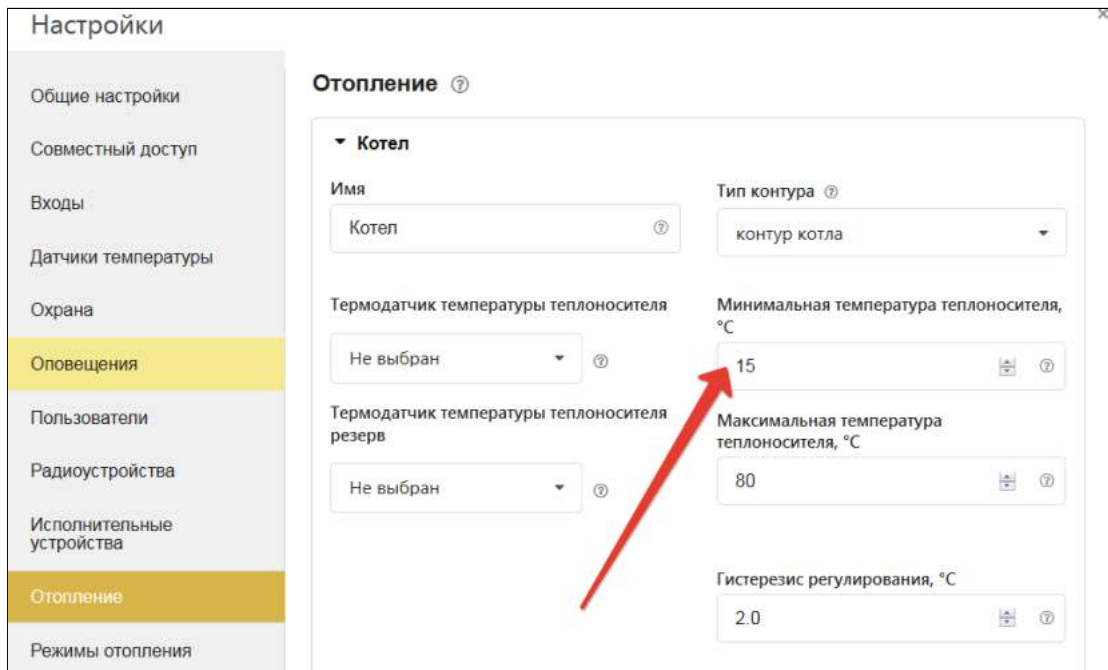 Настройки
Общие настройки
Совместный доступ
Входы
Датчики температуры
Охрана
Оповещения
Пользователи
Радиоустройства
Исполнительные
устройства
Отопление
Режимы отопления
Отопление ?
Котел
Имя
Котел ?
Тип контура ?
контур котла
Термодатчик температуры теплоносителя
Не выбран ?
Минимальная температура теплоносителя,
°C
15 ?
Термодатчик температуры теплоносителя
резерв
Не выбран ?
Максимальная температура
теплоносителя, °C
80 ?
Гистерезис регулирования, °C
2.0 ?